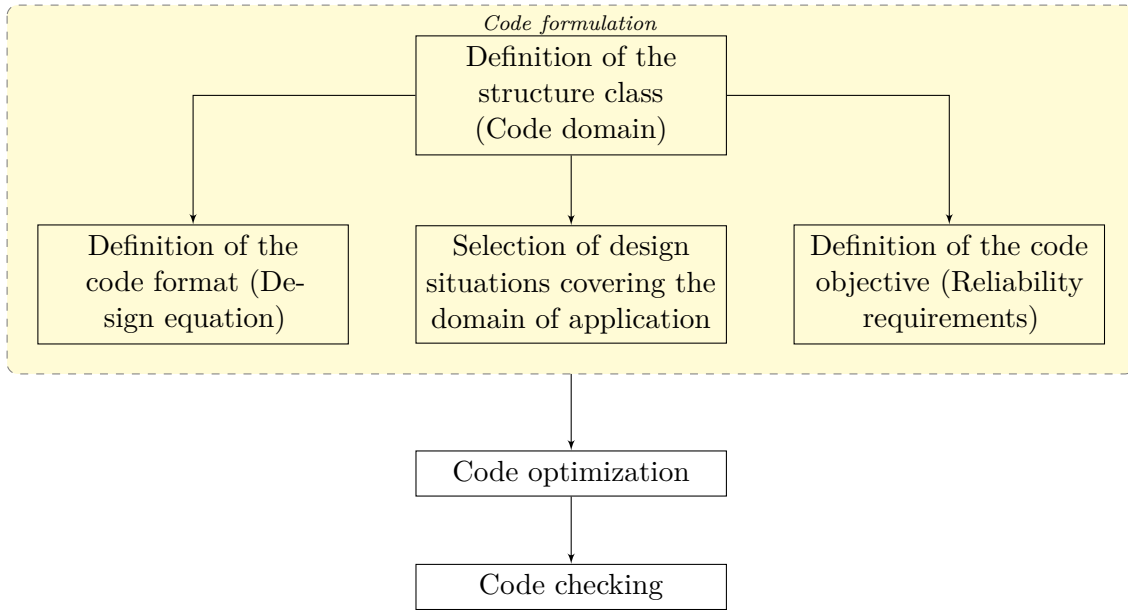 Code formulation
Definition of the
structure class
(Code domain)
Definition of the
code format (De-
sign equation)
Selection of design
situations covering the
domain of application
Definition of the code
objective (Reliability
requirements)
Code optimization
Code checking